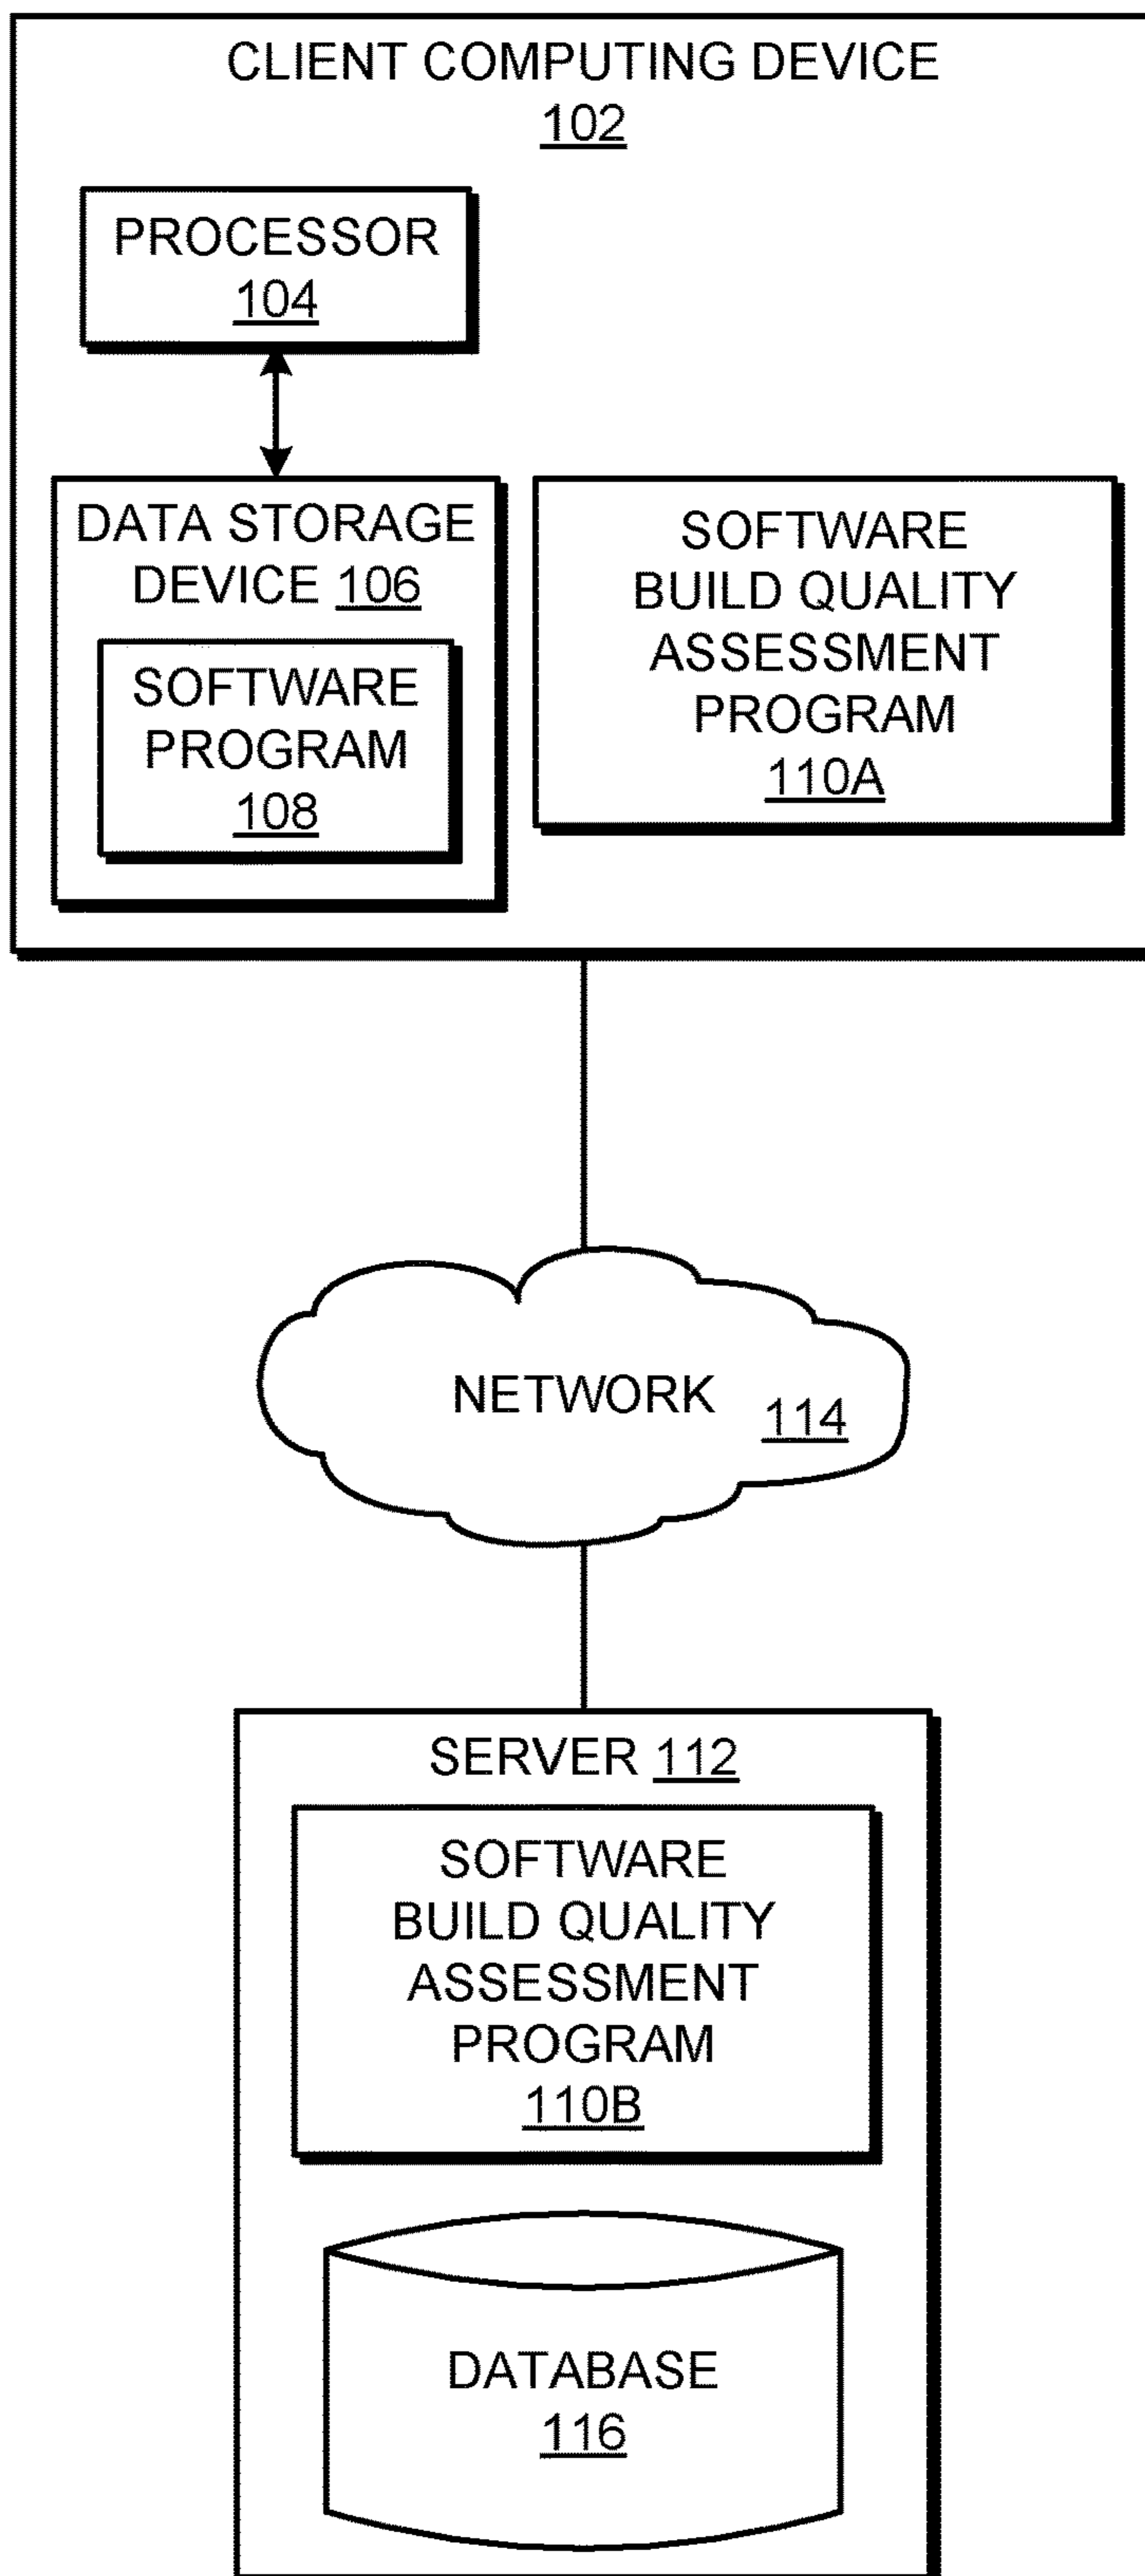 CLIENT COMPUTING DEVICE
102
PROCESSOR
104
DATA STORAGE
DEVICE 106
SOFTWARE
PROGRAM
108
SOFTWARE
BUILD QUALITY
ASSESSMENT
PROGRAM
110A
NETWORK 114
SERVER 112
SOFTWARE
BUILD QUALITY
ASSESSMENT
PROGRAM
110B
DATABASE
116